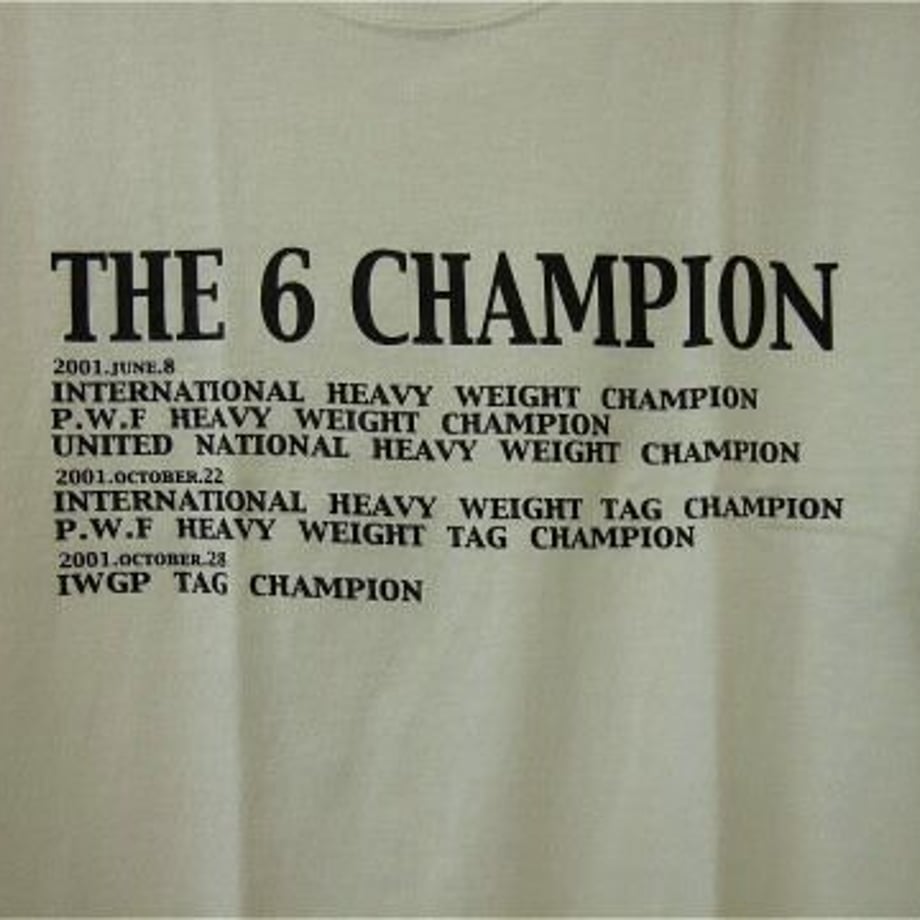 THE 6 CHAMPION
2001.JUNE.8
INTERNATIONAL HEAVY WEIGHT CHAMPION
P.W.F HEAVY WEIGHT CHAMPION
UNITED NATIONAL HEAVY WEIGHT CHAMPION
2001.OCTOBER.22
INTERNATIONAL HEAVY WEIGHT TAG CHAMPION
P.W.F HEAVY WEIGHT TAG CHAMPION
2001.OCTOBER.28
IWGP TAG CHAMPION